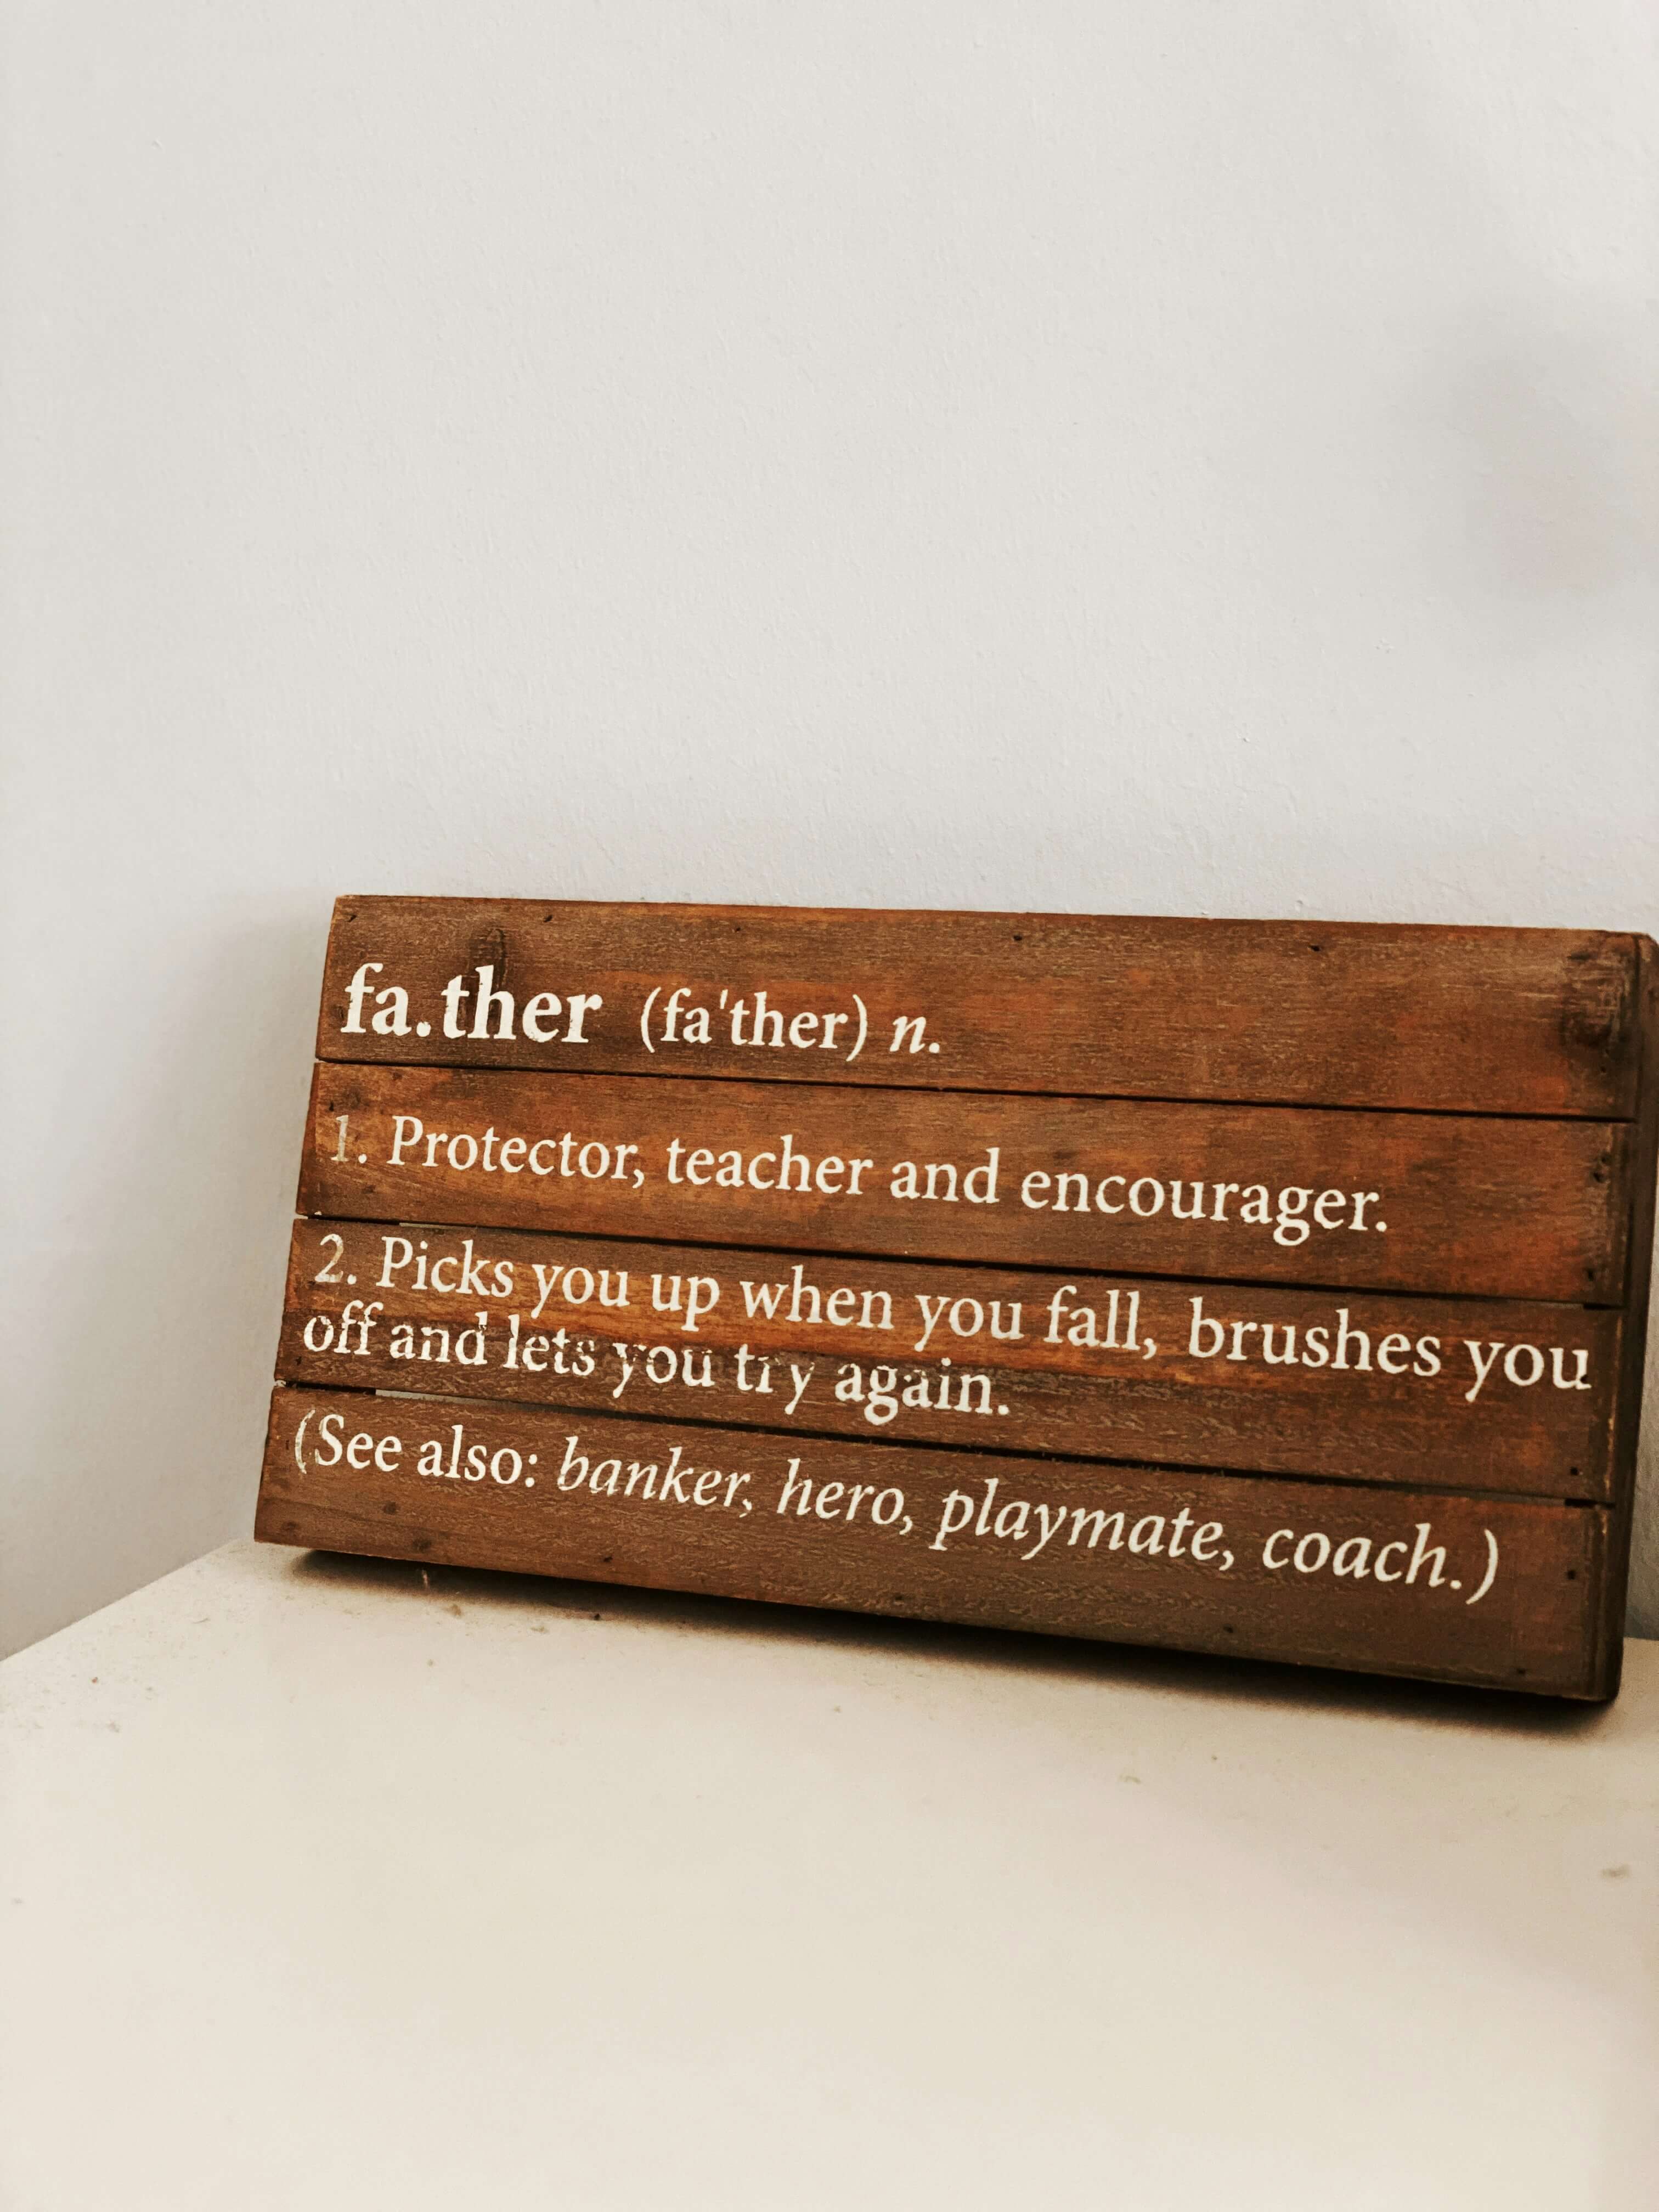 fa.ther (fa'ther) n.
1. Protector, teacher and encourager.
2. Picks you up when you fall, brushes you
off and lets you try again.
(See also: banker, hero, playmate, coach.)